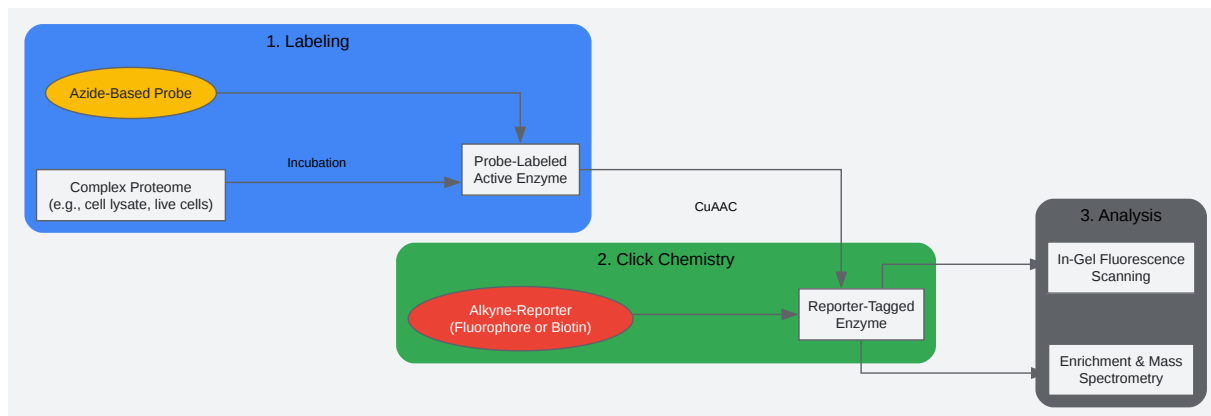 1. Labeling
Azide-Based Probe
Incubation
Complex Proteome
(e.g., cell lysate, live cells)
Probe-Labeled
Active Enzyme
CuAAC
2. Click Chemistry
Alkyne-Reporter
(Fluorophore or Biotin)
Reporter-Tagged
Enzyme
3. Analysis
In-Gel Fluorescence
Scanning
Enrichment & Mass
Spectrometry